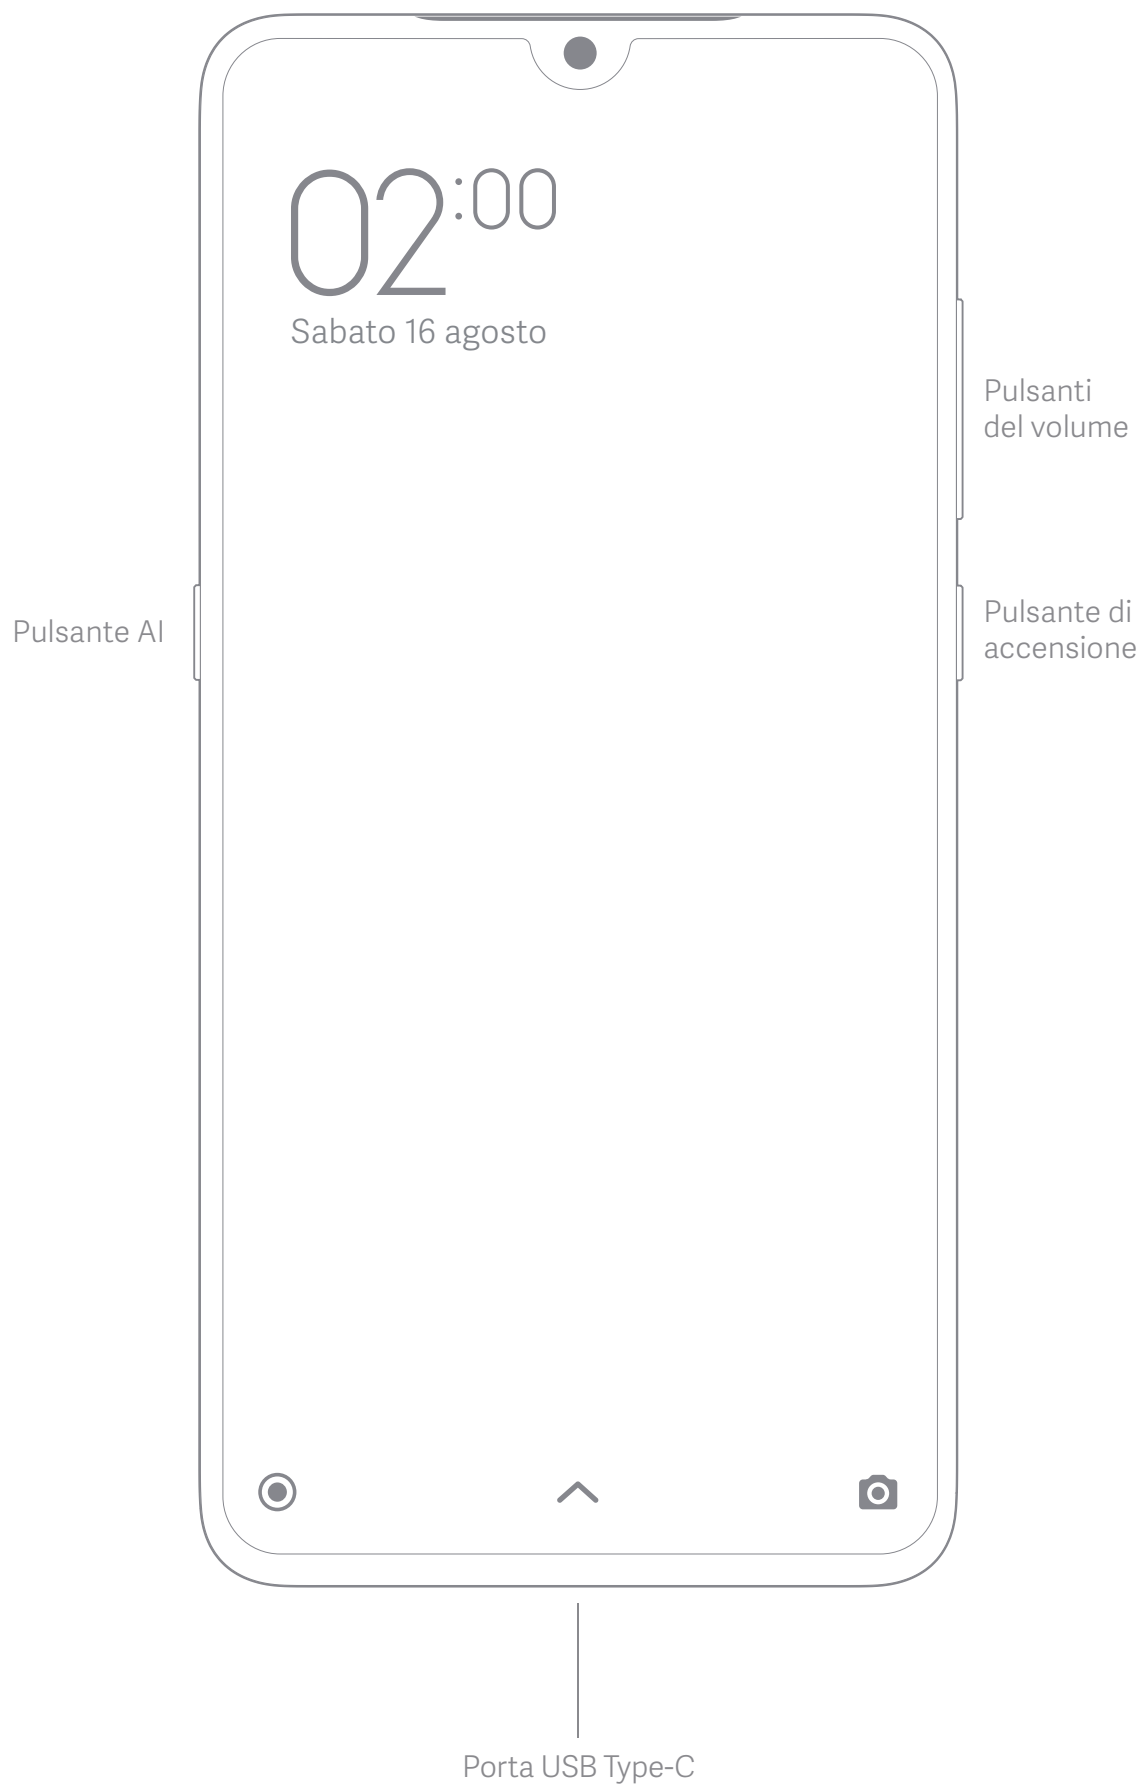 02:00
Sabato 16 agosto
Pulsanti
del volume
Pulsante AI
Pulsante di
accensione
Porta USB Type-C